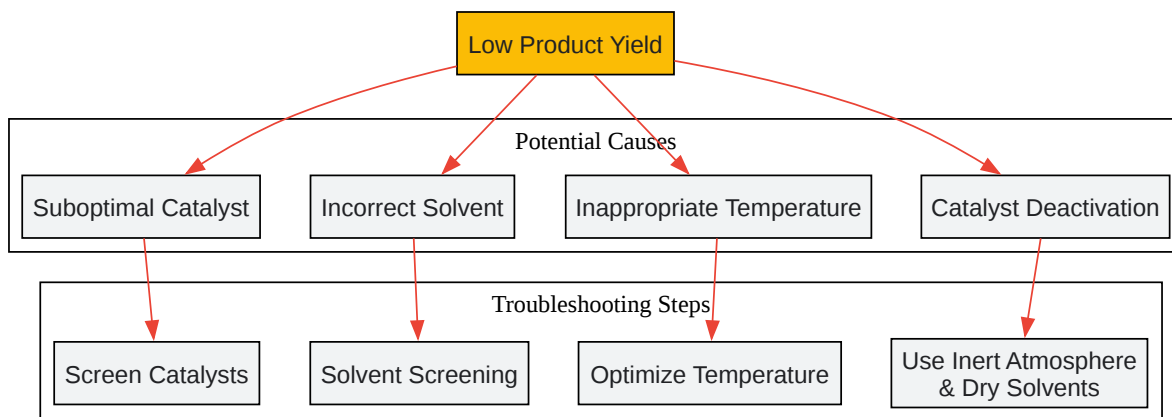 Low Product Yield
Potential Causes
Suboptimal Catalyst
Incorrect Solvent
Inappropriate Temperature
Catalyst Deactivation
Troubleshooting Steps
Screen Catalysts
Solvent Screening
Optimize Temperature
Use Inert Atmosphere
& Dry Solvents